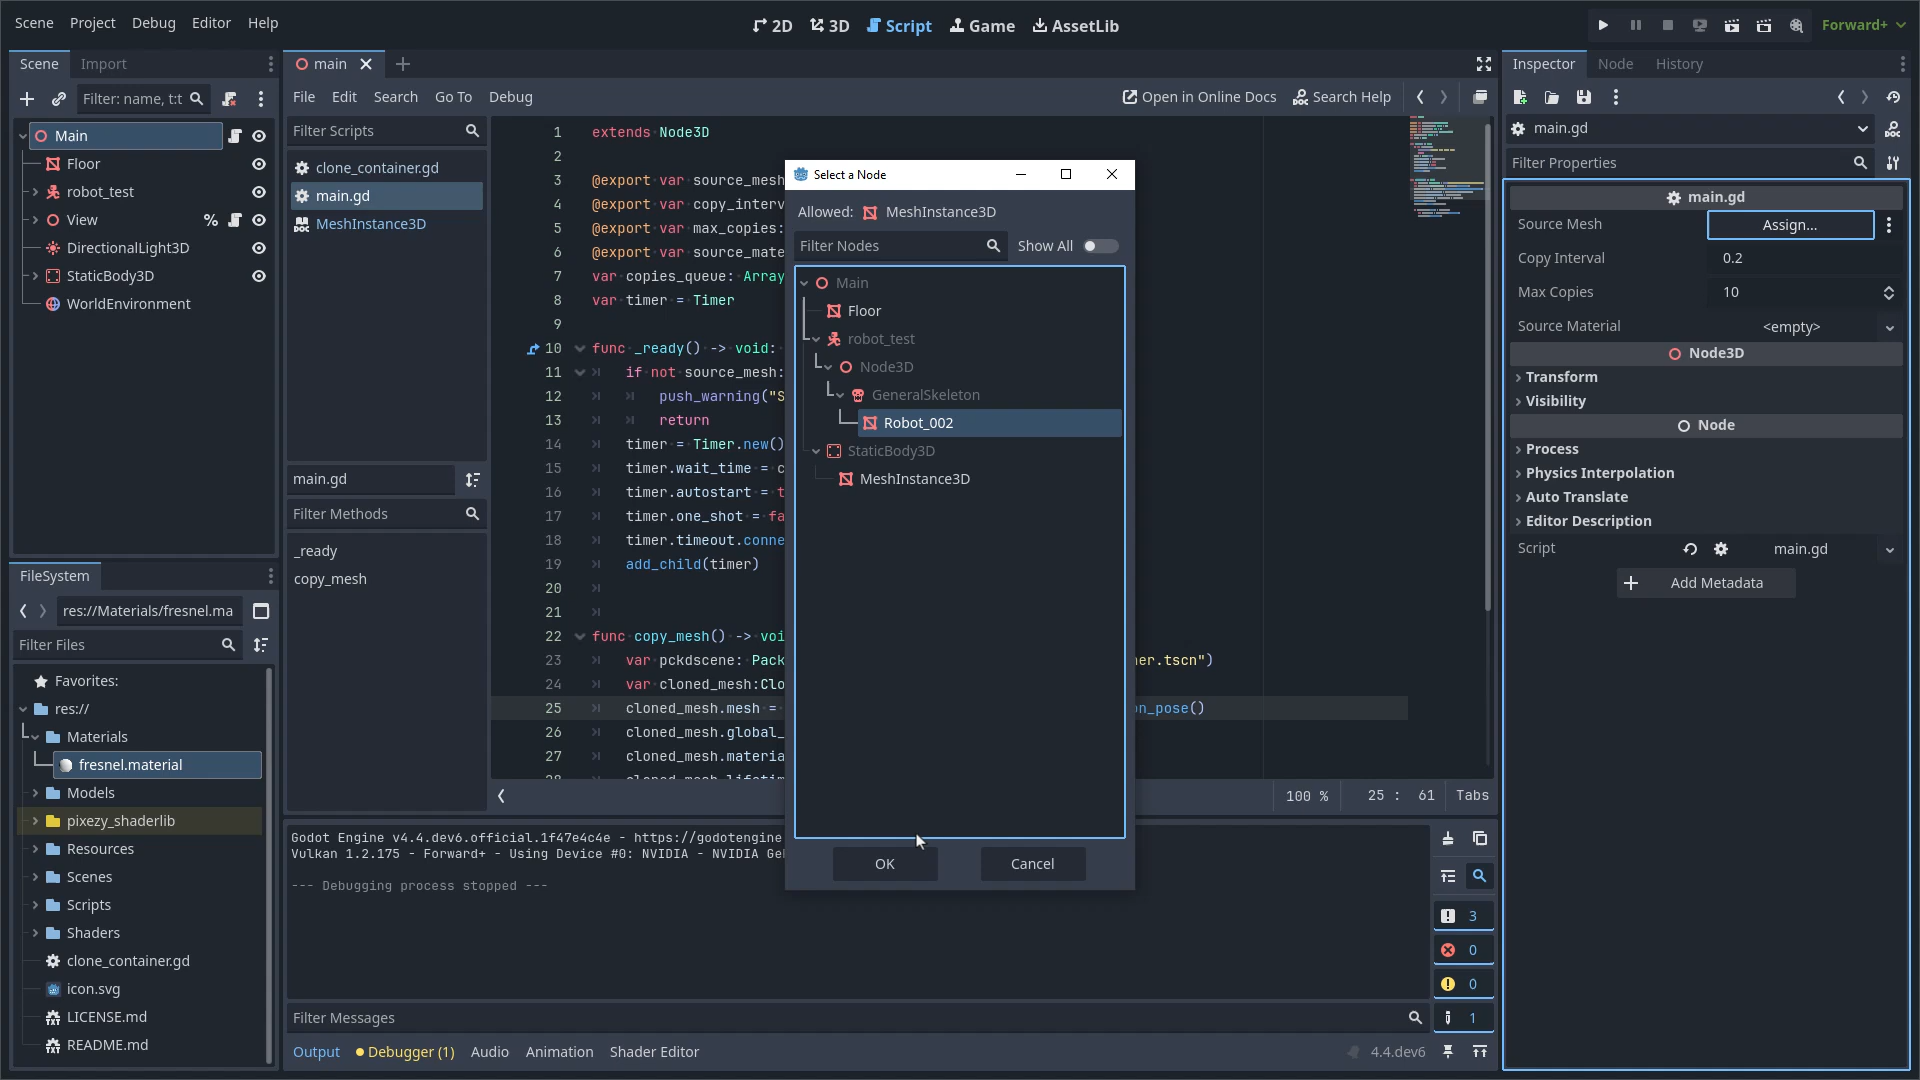 Scene Project Debug Editor Help
2D 3D Script Game AssetLib
Forward+
Scene Import
Filter: name, t:t
Main
Floor
robot_test
View
%
DirectionalLight3D
StaticBody3D
WorldEnvironment
FileSystem
res://Materials/fresnel.ma
Filter Files
Favorites:
res://
Materials
fresnel.material
Models
pixezy_shaderlib
Resources
Scenes
Scripts
Shaders
clone_container.gd
icon.svg
LICENSE.md
README.md
main
File Edit Search Go To Debug
Open in Online Docs Search Help
Filter Scripts
clone_container.gd
main.gd
MeshInstance3D
main.gd
Filter Methods
_ready
copy_mesh
1 extends Node3D
2
3 @export var source_mesh
4 @export var copy_interv
5 @export var max_copies:
6 @export var source_mate
7 var copies_queue: Array
8 var timer = Timer
9
10 func _ready() -> void:
11 if not source_mesh:
12 push_warning("S
13 return
14 timer = Timer.new()
15 timer.wait_time = c
16 timer.autostart = t
17 timer.one_shot = fa
18 timer.timeout.conne
19 add_child(timer)
20
21
22 func copy_mesh() -> voi
23 var pckdscene: Pack er.tscn")
24 var cloned_mesh:Clo
25 cloned_mesh.mesh = n_pose()
26 cloned_mesh.global_
27 cloned_mesh.materia
28 cloned_mesh.lifetim
100 % 25 : 61 Tabs
Select a Node
Allowed: MeshInstance3D
Filter Nodes Show All
Main
Floor
robot_test
Node3D
GeneralSkeleton
Robot_002
StaticBody3D
MeshInstance3D
OK Cancel
Godot Engine v4.4.dev6.official.1f47e4c4e - https://godotengine
Vulkan 1.2.175 - Forward+ - Using Device #0: NVIDIA - NVIDIA Ge
--- Debugging process stopped ---
3
0
0
1
Filter Messages
Output Debugger (1) Audio Animation Shader Editor
4.4.dev6
Inspector Node History
main.gd
Filter Properties
main.gd
Source Mesh Assign...
Copy Interval 0.2
Max Copies 10
Source Material <empty>
Node3D
Transform
Visibility
Node
Process
Physics Interpolation
Auto Translate
Editor Description
Script main.gd
Add Metadata